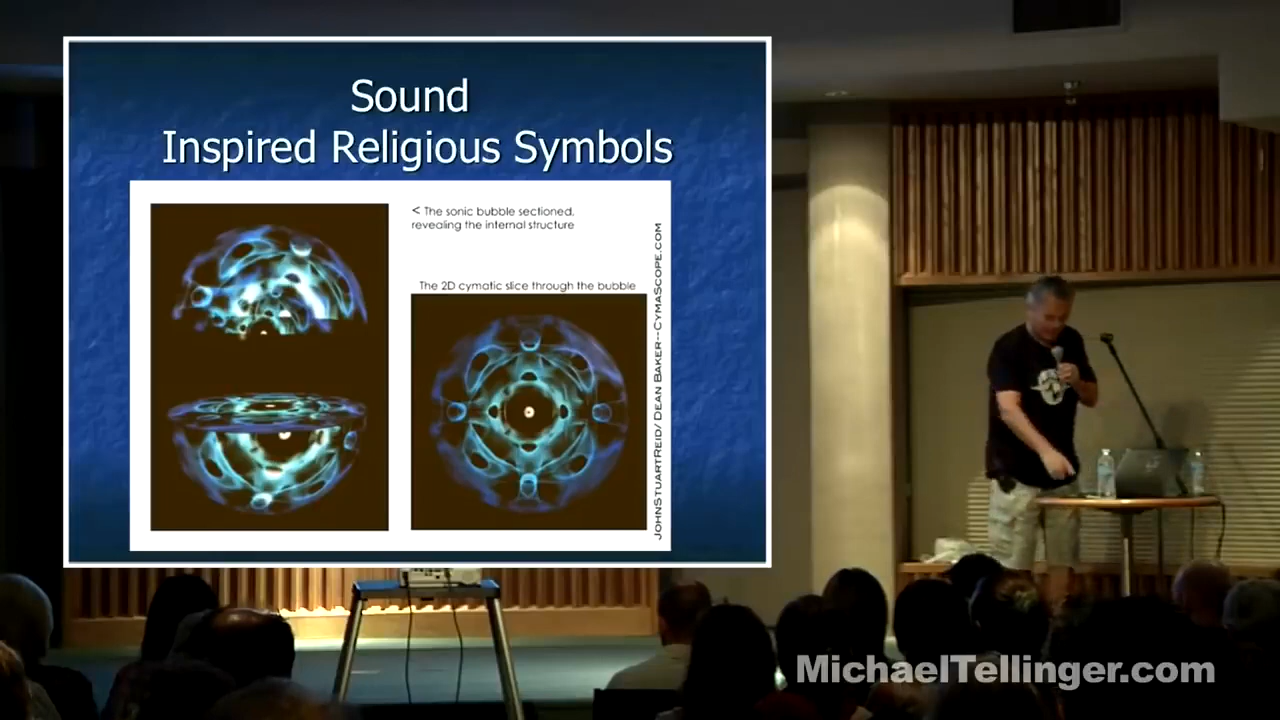 Sound
Inspired Religious Symbols
< The sonic bubble sectioned,
revealing the internal structure
The 2D cymatic slice through the bubble
JohnStuartReid/ Dean Baker--CymaScope.com
MichaelTellinger.com